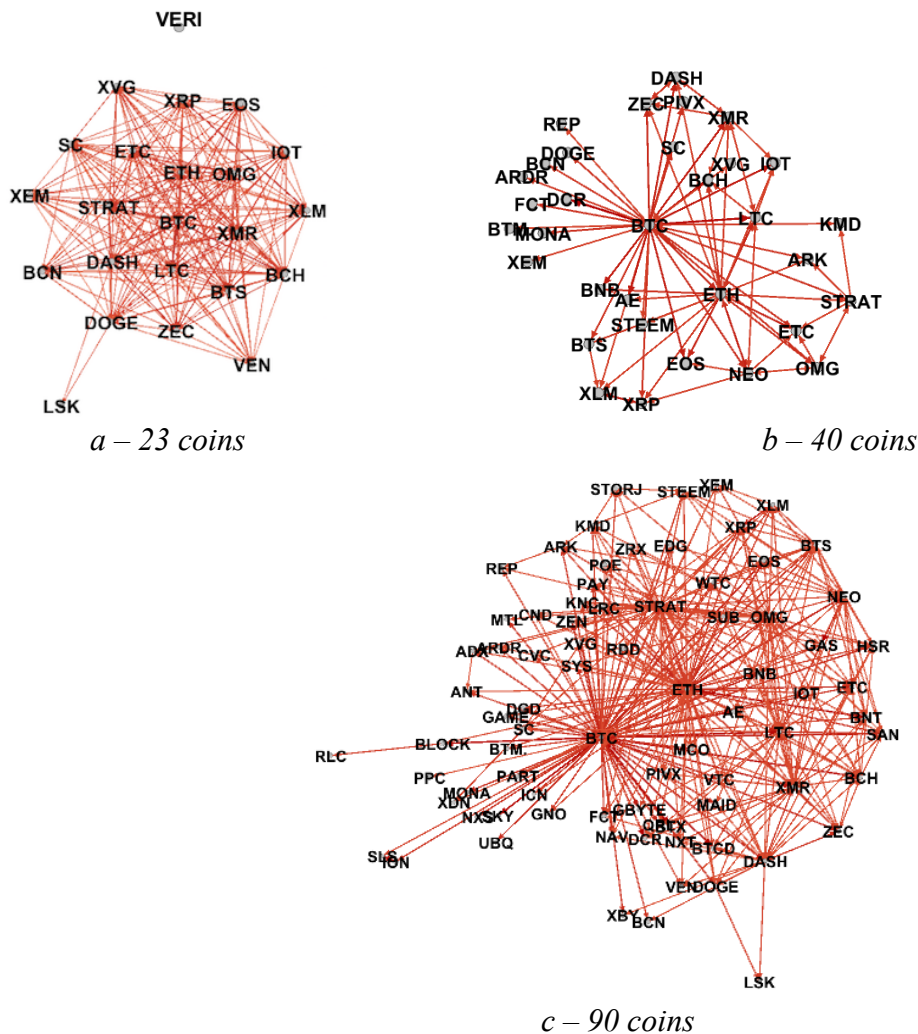 VERI
XVG XRP EOS
SC ETC IOT
ETH OMG
XEM STRAT XLM
BTC XMR
BCN DASH LTC BCH
BTS
DOGE ZEC
VEN
LSK
a – 23 coins
DASH
ZEC PIVX
XMR
REP
DOGE SC
BCN XVG IOT
ARDR BCH
FCT DCR
LTC KMD
BTM MONA BTC
XEM ARK
BNB AE ETH STRAT
STEEM ETC
BTS
EOS NEO OMG
XLM XRP
b – 40 coins
STORJ STEEM XEM
XLM
KMD XRP
ARK ZRX EDG BTS
REP POE EOS
PAY WTC NEO
KNC LRC STRAT
MTL CND ZEN SUB OMG
ADX ARDR CVC XVG RDD GAS HSR
SYS BNB
ANT ETH IOT ETC
DGD
GAME AE BNT
SC BTC LTC SAN
RLC BLOCK BTM. MCO
PPC PART PIVX VTC BCH
MONA ICN XMR
XDN MAID
NXS SKY GNO FCT GBYTE
ZEC
UBQ NAV DCR NXT BTCD
SLS ION DASH
VEN DOGE
XBY BCN
LSK
c – 90 coins